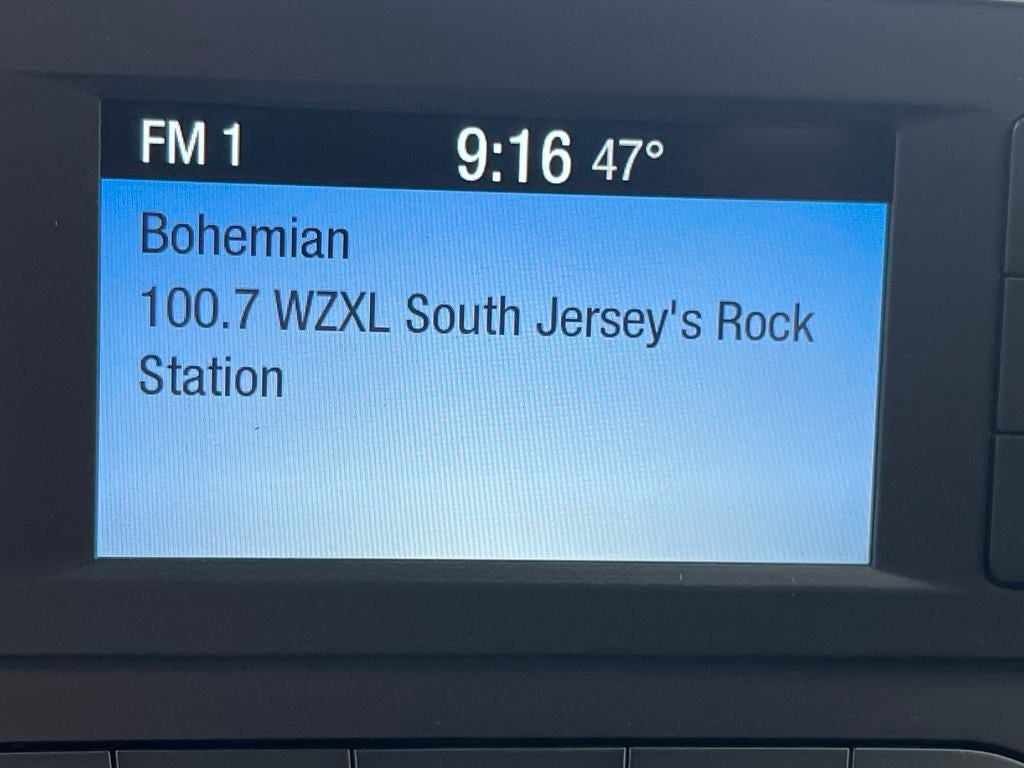 FM 1 9:16 47°
Bohemian
100.7 WZXL South Jersey's Rock
Station